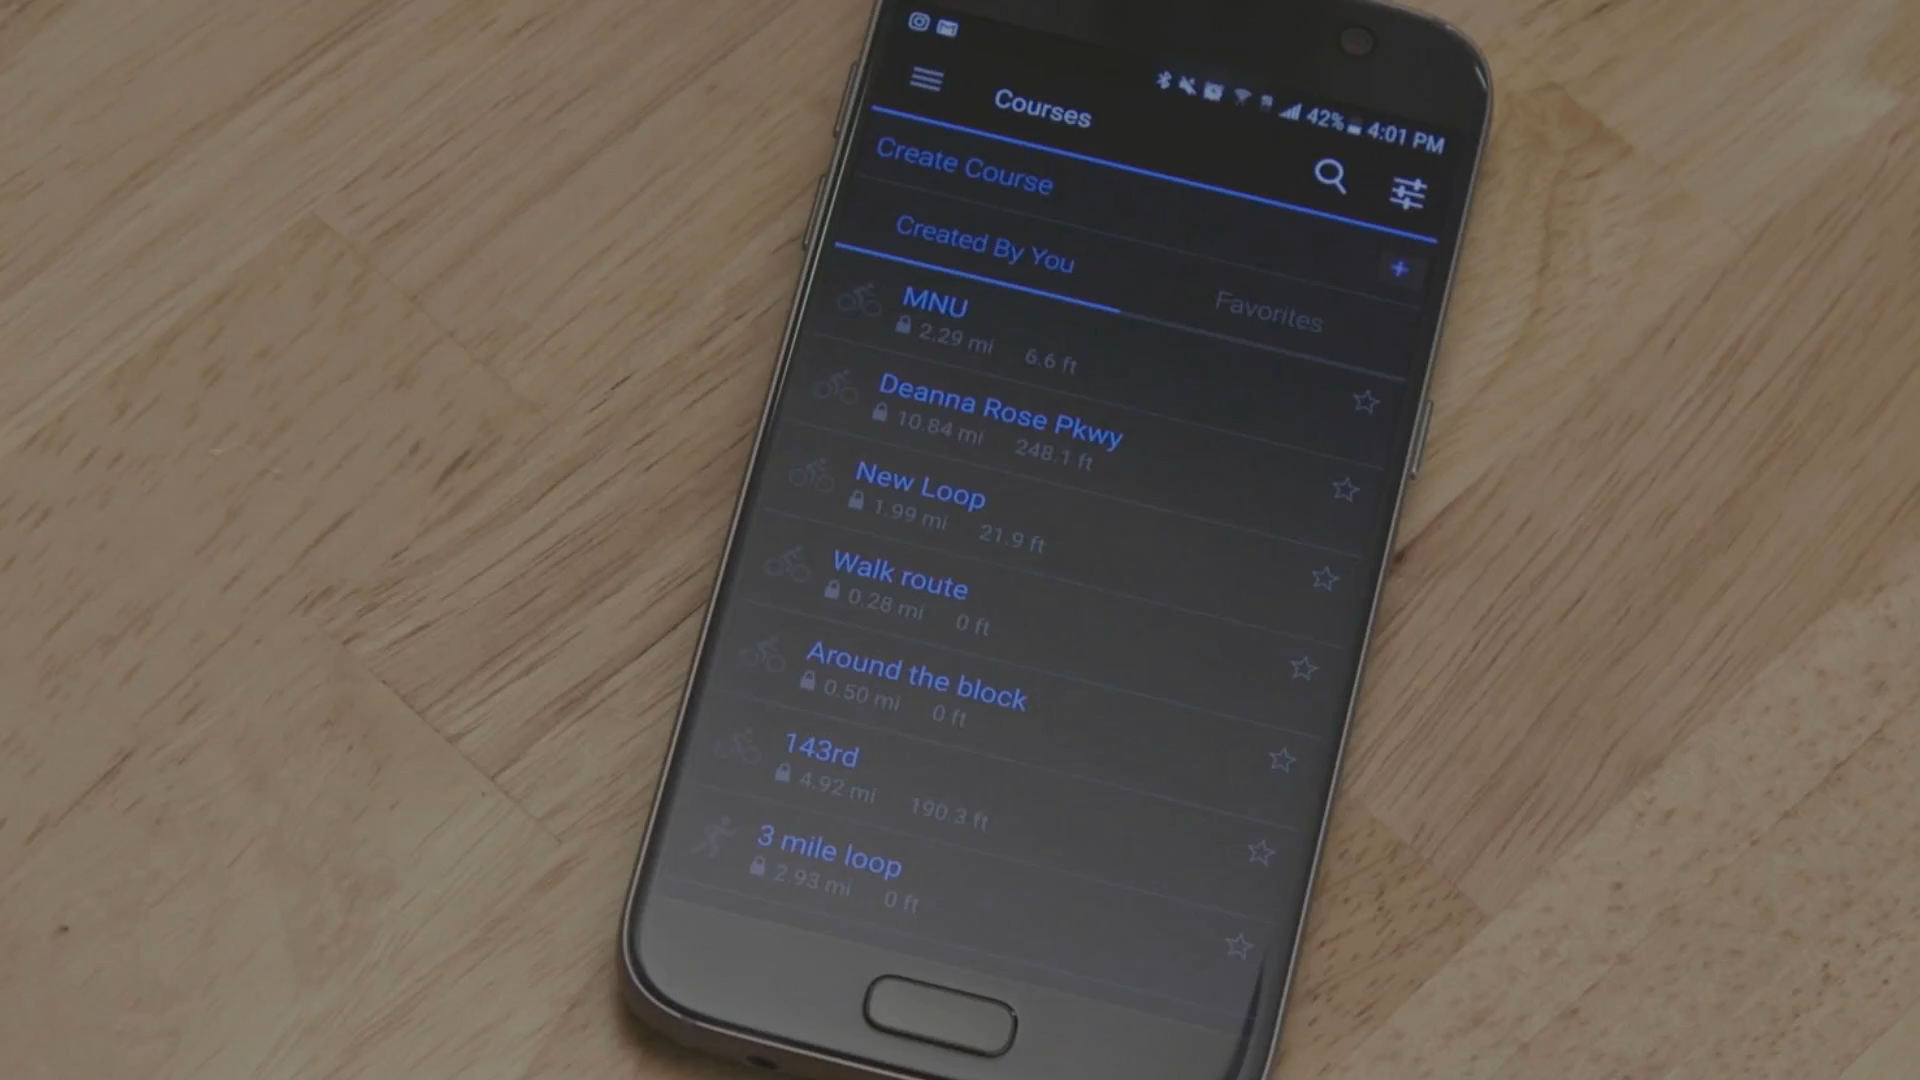 42% 4:01 PM
Courses
Create Course
+
Created By You
Favorites
MNU
2.29 mi 6.6 ft
Deanna Rose Pkwy
10.84 mi 248.1 ft
New Loop
1.99 mi 21.9 ft
Walk route
0.28 mi 0 ft
Around the block
0.50 mi 0 ft
143rd
4.92 mi 190.3 ft
3 mile loop
2.93 mi 0 ft